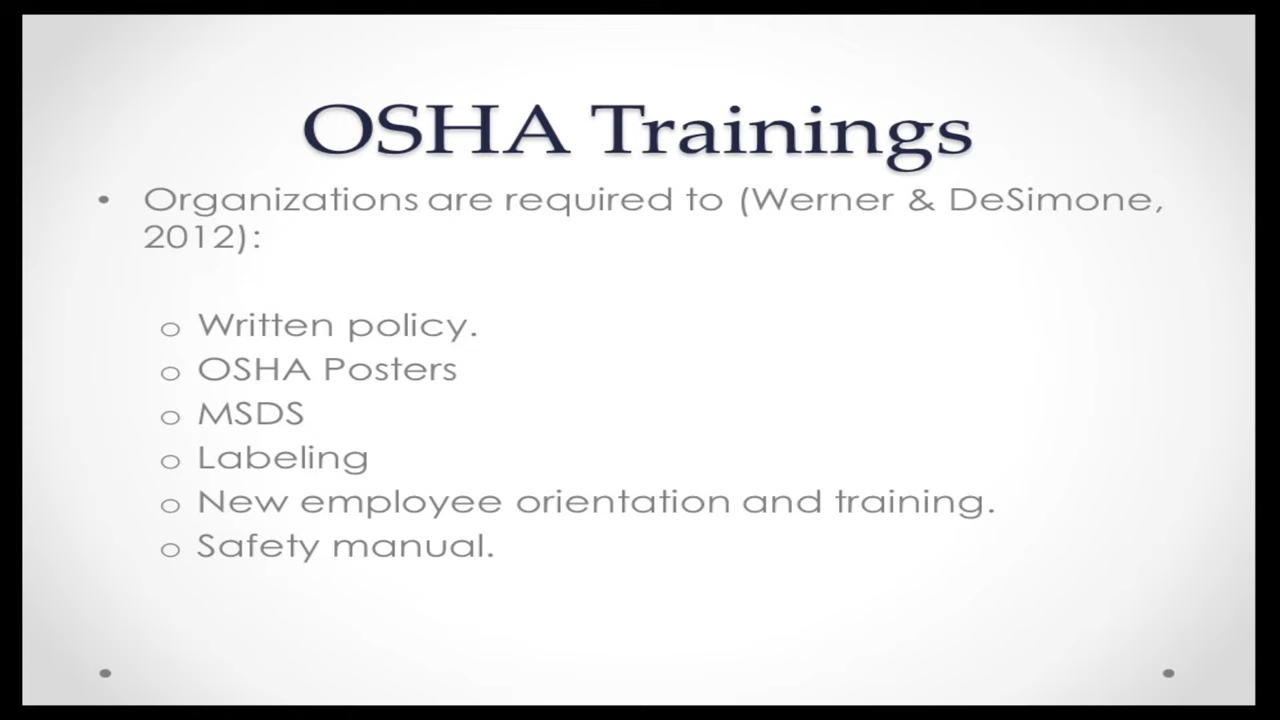 OSHA Trainings
• Organizations are required to (Werner & DeSimone,
2012):
o Written policy.
o OSHA Posters
o MSDS
o Labeling
o New employee orientation and training.
o Safety manual.